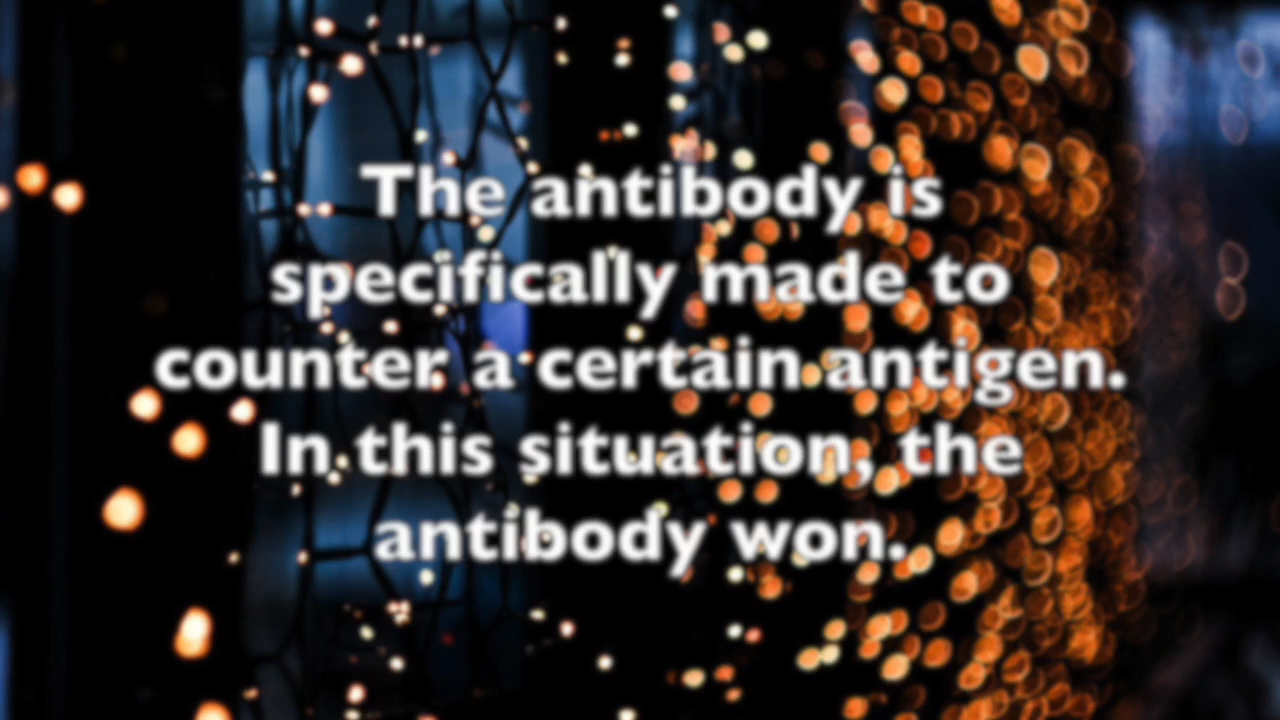 The antibody is
specifically made to
counter a certain antigen.
In this situation, the
antibody won.